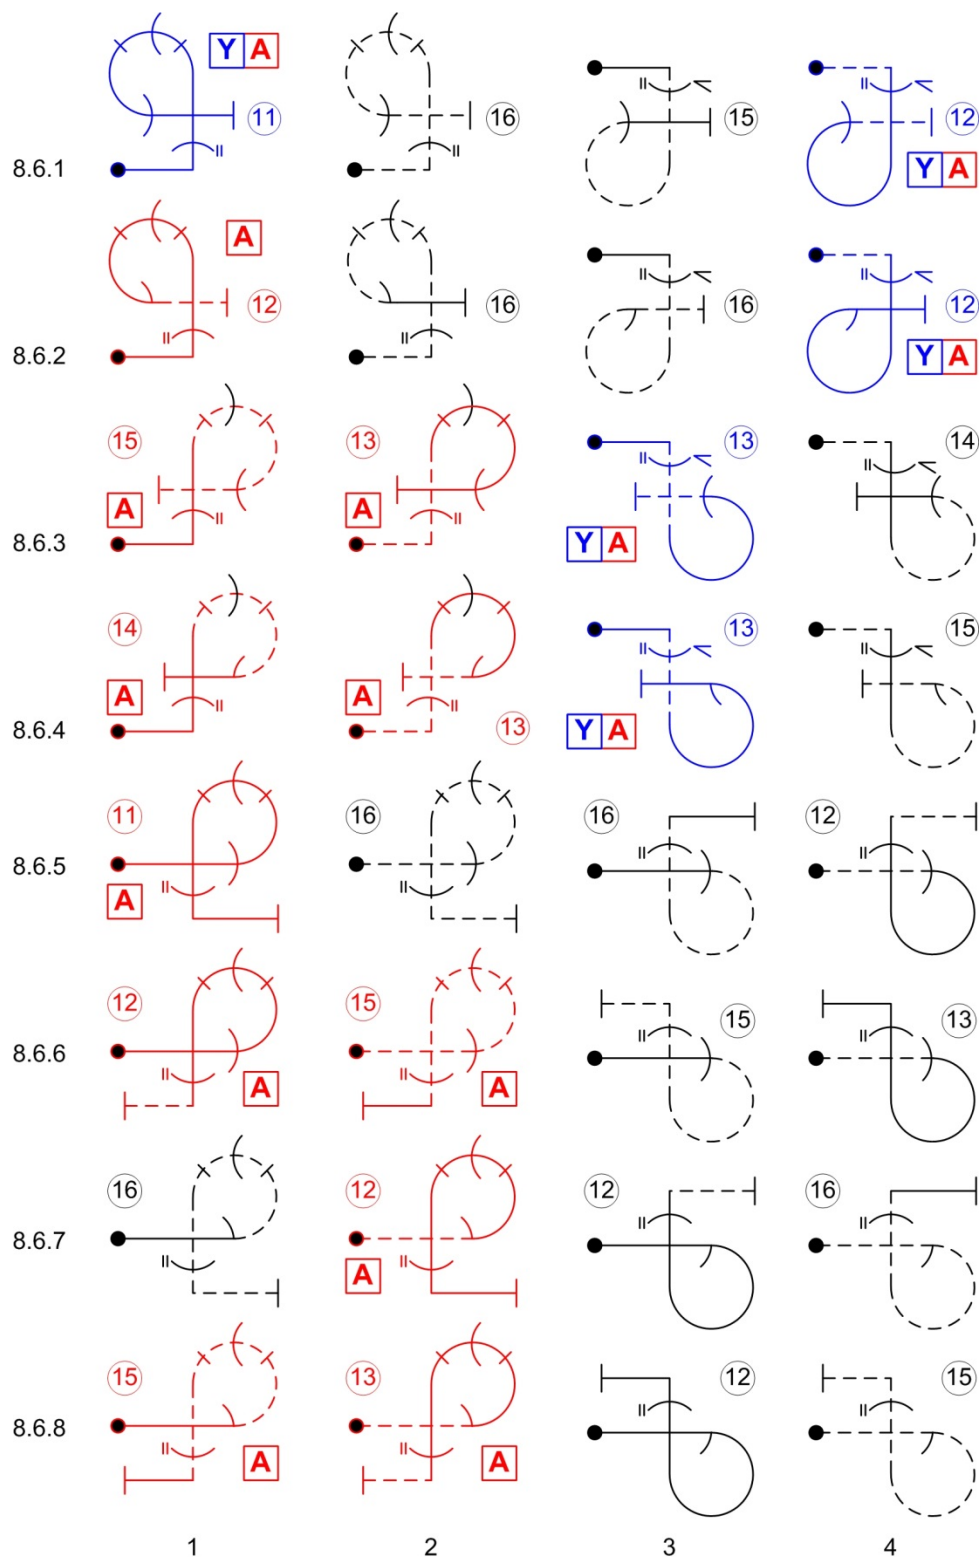 Y A
11 16 15 12
8.6.1
Y A
A
12 16 16 12
8.6.2
Y A
15 13 13 14
A A
8.6.3
Y A
14 13 15
A A
8.6.4
13
Y A
11 16 16 12
8.6.5
A
12 15 15 13
8.6.6
A A
16 12 12 16
8.6.7
A
15 13 12 15
8.6.8
A A
1 2 3 4